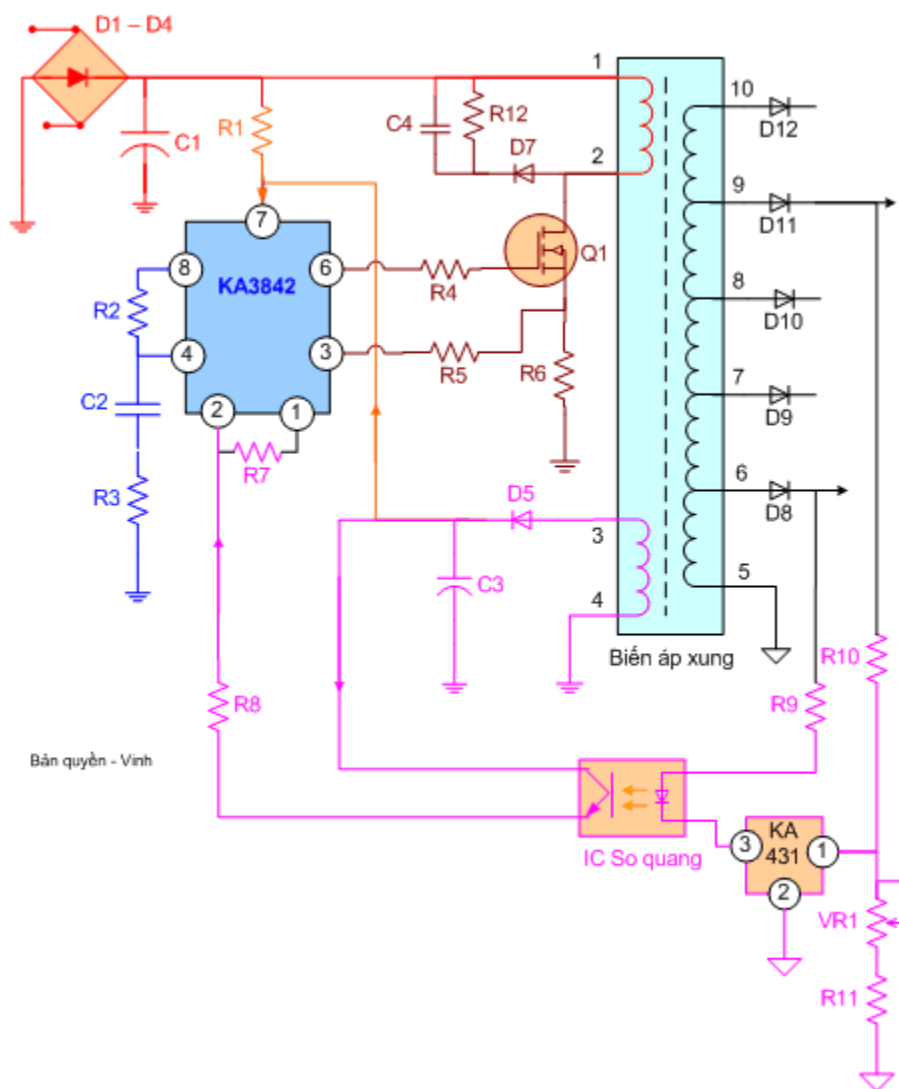 D1 – D4
1
10
R12
C4
D12
R1
C1
D7
2
9
7
D11
Q1
8
6
KA3842
8
R4
D10
R2
4
3
7
R5
R6
C2
2
1
D9
R7
6
R3
D5
D8
3
5
C3
4
Biến áp xung
R10
R8
R9
Bản quyền - Vinh
KA
431
3
1
IC So quang
2
VR1
R11